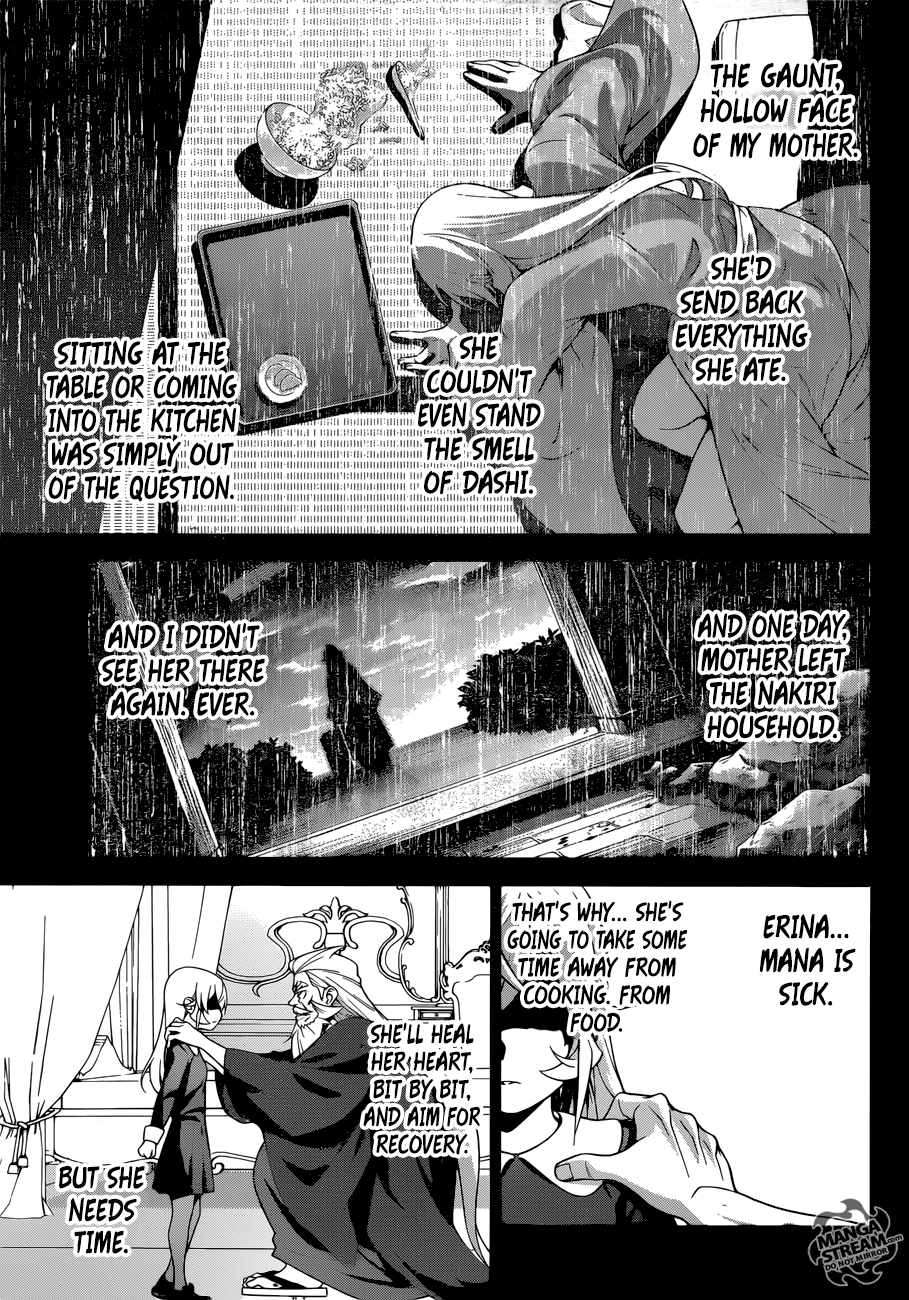 THE GAUNT,
HOLLOW FACE
OF MY MOTHER.
SHE'D
SEND BACK
EVERYTHING
SHE ATE.
SHE
COULDN'T
EVEN STAND
THE SMELL
OF DASHI.
SITTING AT THE
TABLE OR COMING
INTO THE KITCHEN
WAS SIMPLY OUT
OF THE QUESTION.
AND ONE DAY,
MOTHER LEFT
THE NAKIRI
HOUSEHOLD.
AND I DIDN'T
SEE HER THERE
AGAIN. EVER.
ERINA...
MANA IS
SICK.
THAT'S WHY... SHE'S
GOING TO TAKE SOME
TIME AWAY FROM
COOKING. FROM
FOOD.
SHE'LL HEAL
HER HEART,
BIT BY BIT,
AND AIM FOR
RECOVERY.
BUT SHE
NEEDS
TIME.
MANGA
STREAM.com
DO NOT MIRROR